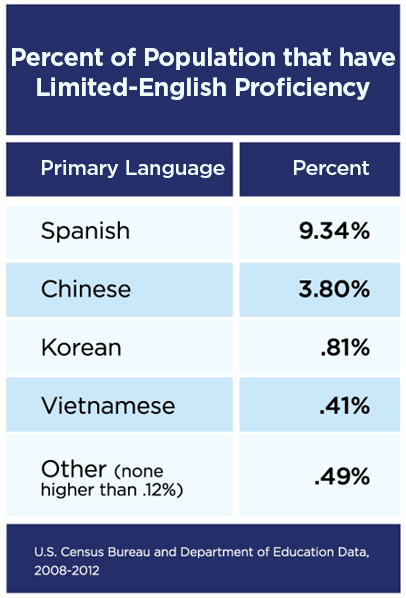 Percent of Population that have
Limited-English Proficiency
Primary Language Percent
Spanish 9.34%
Chinese 3.80%
Korean .81%
Vietnamese .41%
Other (none
higher than .12%) .49%
U.S. Census Bureau and Department of Education Data,
2008-2012